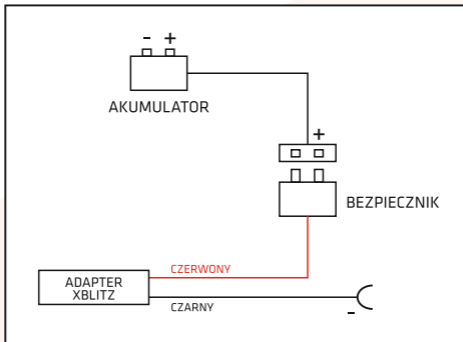 - +
AKUMULATOR
+
BEZPIECZNIK
CZERWONY
ADAPTER
XBLITZ
CZARNY
-